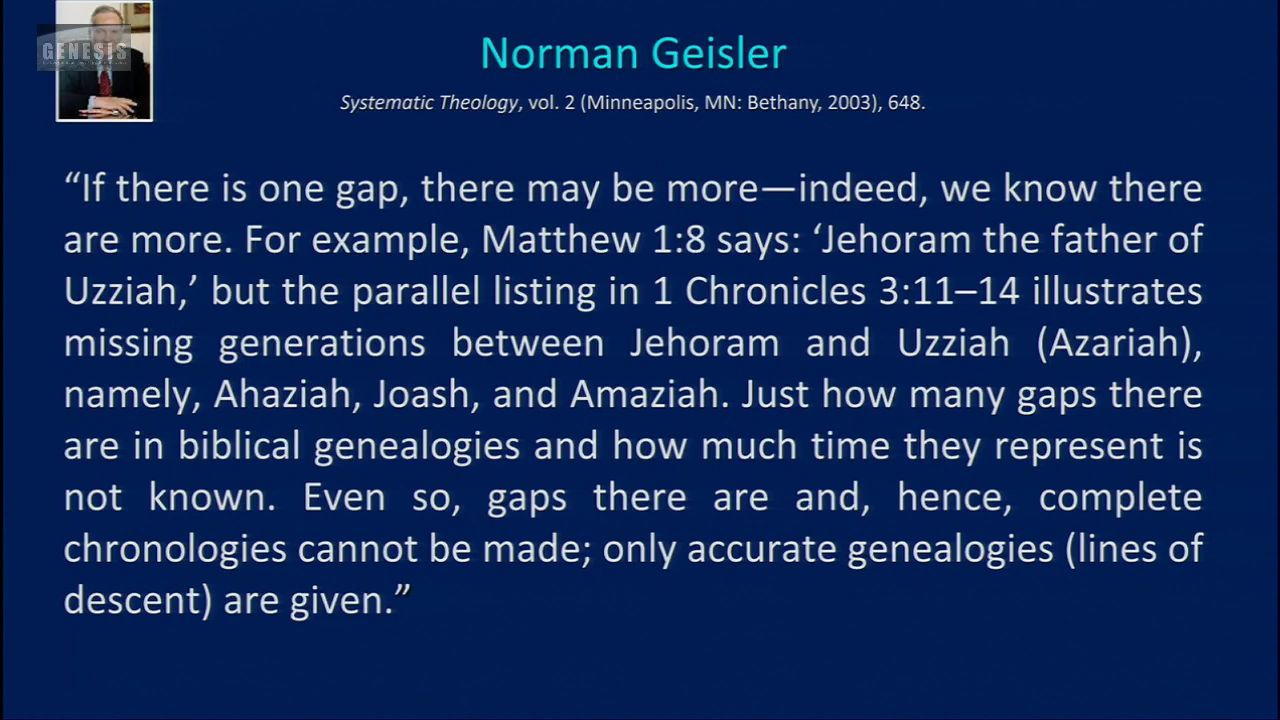 GENESIS
Norman Geisler
Systematic Theology, vol. 2 (Minneapolis, MN: Bethany, 2003), 648.
“If there is one gap, there may be more—indeed, we know there
are more. For example, Matthew 1:8 says: ‘Jehoram the father of
Uzziah,’ but the parallel listing in 1 Chronicles 3:11–14 illustrates
missing generations between Jehoram and Uzziah (Azariah),
namely, Ahaziah, Joash, and Amaziah. Just how many gaps there
are in biblical genealogies and how much time they represent is
not known. Even so, gaps there are and, hence, complete
chronologies cannot be made; only accurate genealogies (lines of
descent) are given.”